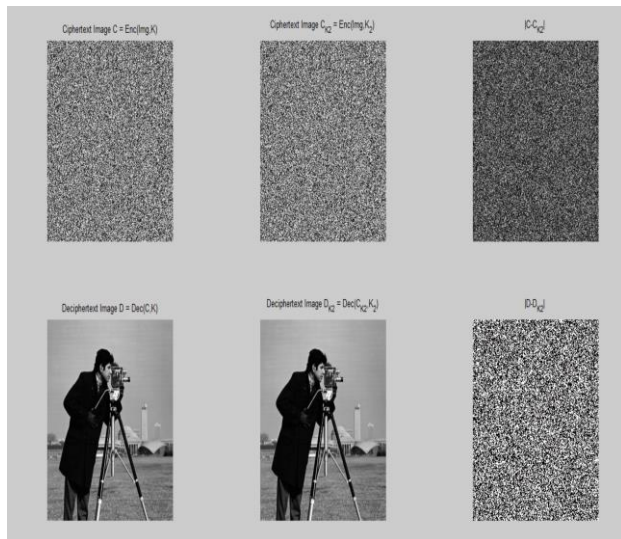 Ciphertext Image C = Enc(Img,K)
Ciphertext Image C_K2 = Enc(Img,K_2)
|C-C_K2|
Deciphertext Image D = Dec(C,K)
Deciphertext Image D_K2 = Dec(C_K2,K_2)
|D-D_K2|